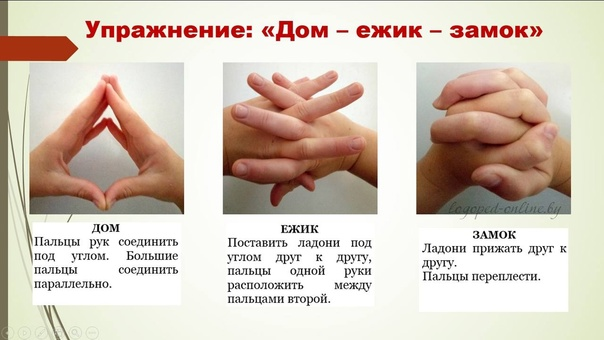 Упражнение: «Дом – ежик – замок»
ДОМ
Пальцы рук соединить
под углом. Большие
пальцы соединить
параллельно.
ЕЖИК
Поставить ладони под
углом друг к другу,
пальцы одной руки
расположить между
пальцами второй.
ЗАМОК
Ладони прижать друг к
другу.
Пальцы переплести.
logoped-online.by